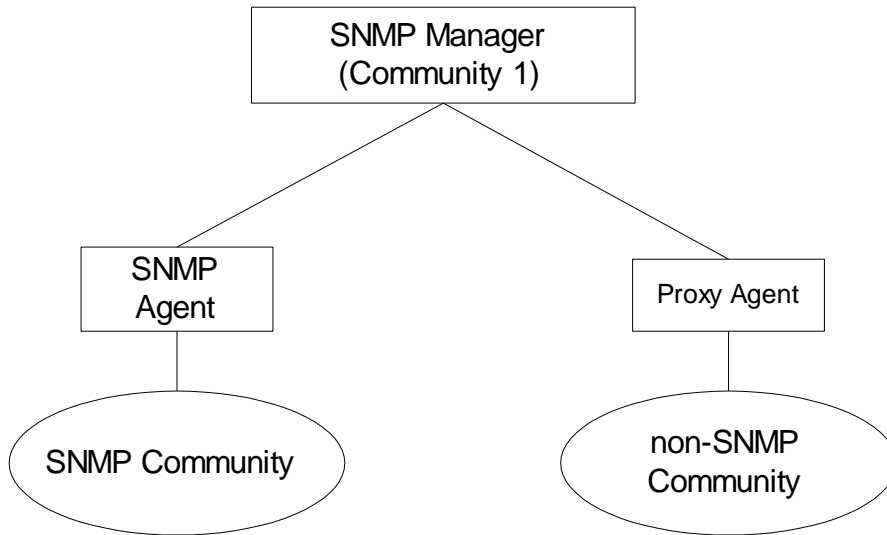 SNMP Manager
(Community 1)
SNMP
Agent
Proxy Agent
SNMP Community
non-SNMP
Community